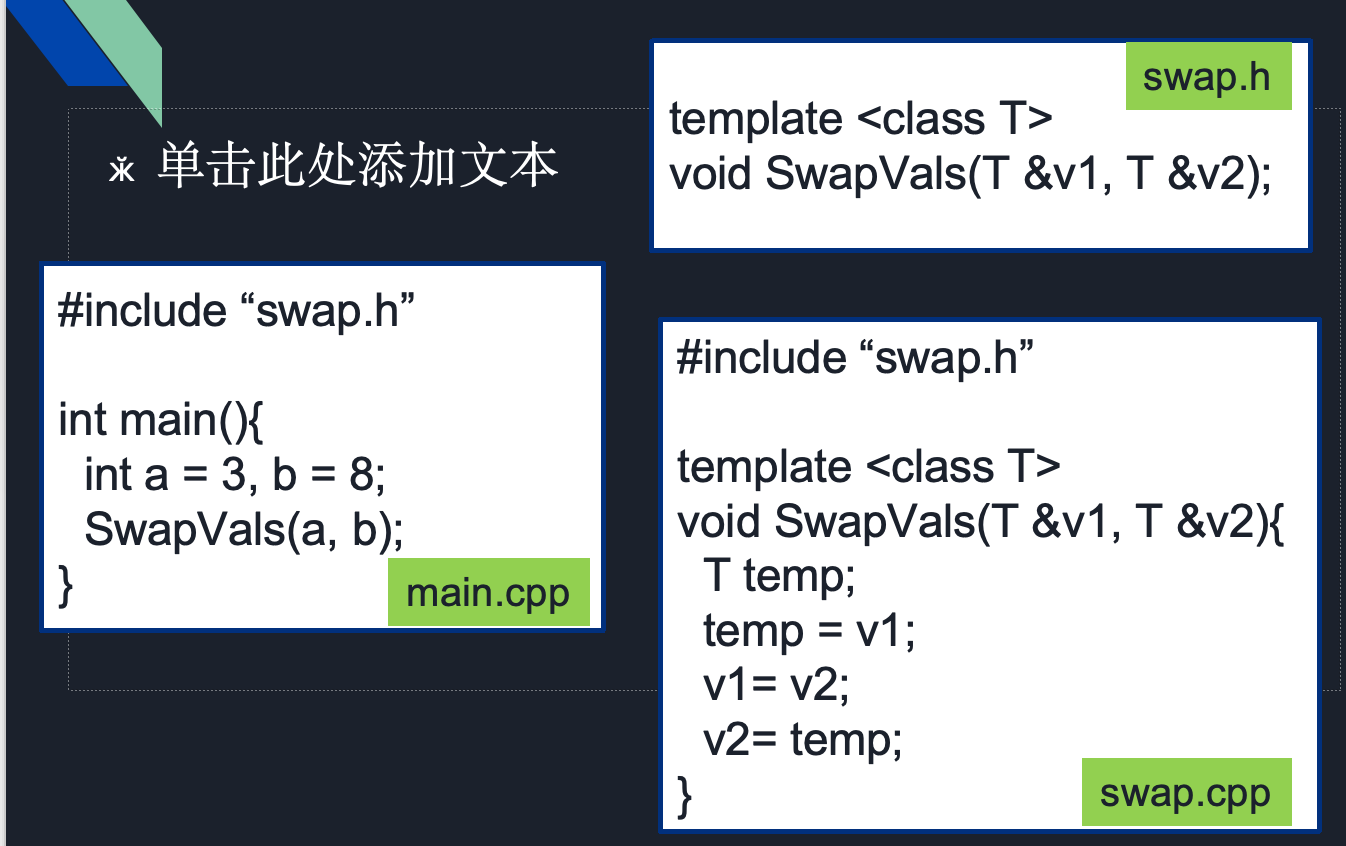 单击此处添加文本
swap.h
template <class T>
void SwapVals(T &v1, T &v2);
#include “swap.h”
int main(){
  int a = 3, b = 8;
  SwapVals(a, b);
}
main.cpp
#include “swap.h”
template <class T>
void SwapVals(T &v1, T &v2){
  T temp;
  temp = v1;
  v1= v2;
  v2= temp;
}
swap.cpp